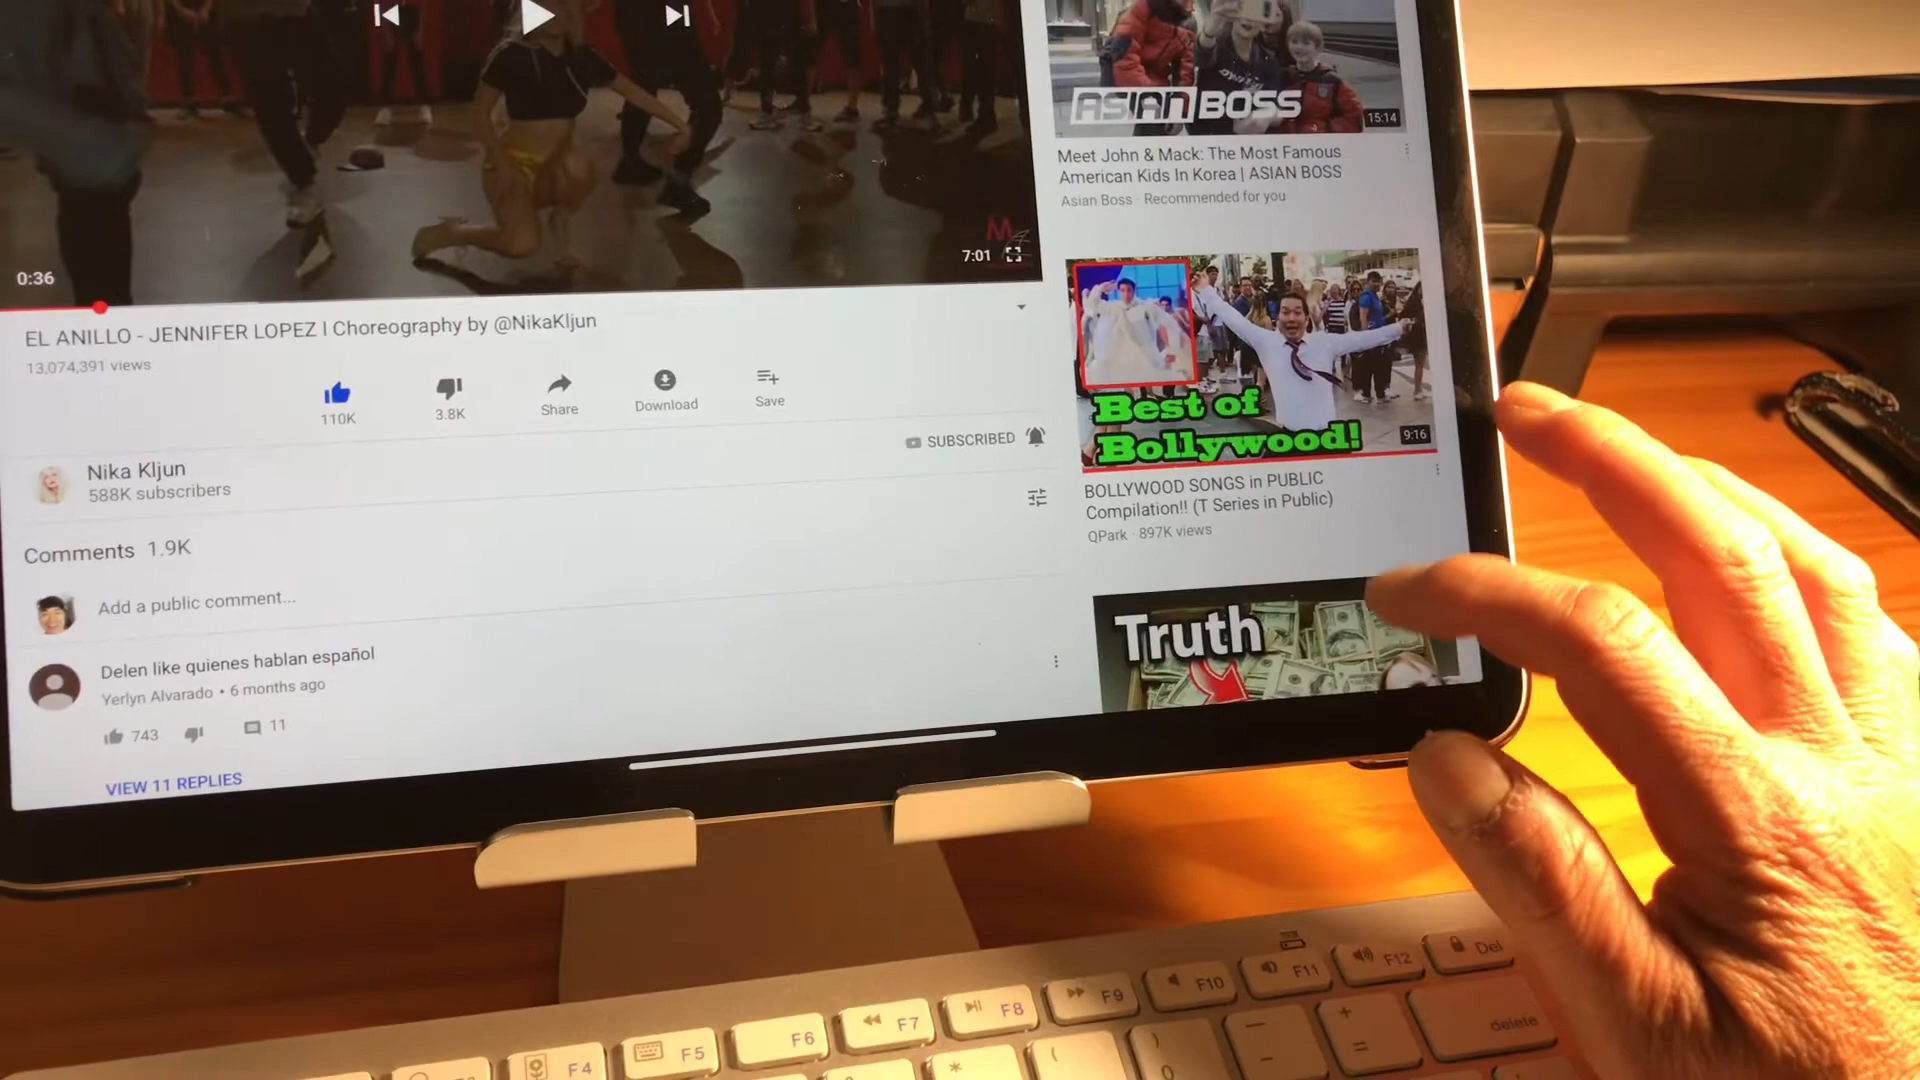 0:36
7:01
EL ANILLO - JENNIFER LOPEZ I Choreography by @NikaKljun
13,074,391 views
110K
3.8K
Share
Download
Save
Nika Kljun
588K subscribers
SUBSCRIBED
Comments 1.9K
Add a public comment...
Delen like quienes hablan español
Yerlyn Alvarado • 6 months ago
743
11
VIEW 11 REPLIES
ASIAN BOSS
15:14
Meet John & Mack: The Most Famous
American Kids In Korea | ASIAN BOSS
Asian Boss · Recommended for you
Best of
Bollywood!
9:16
BOLLYWOOD SONGS in PUBLIC
Compilation!! (T Series in Public)
QPark · 897K views
Truth
F4
F5
F6
F7
F8
F9
F10
F11
F12
Del
*
(
)
0
–
-
+
=
delete